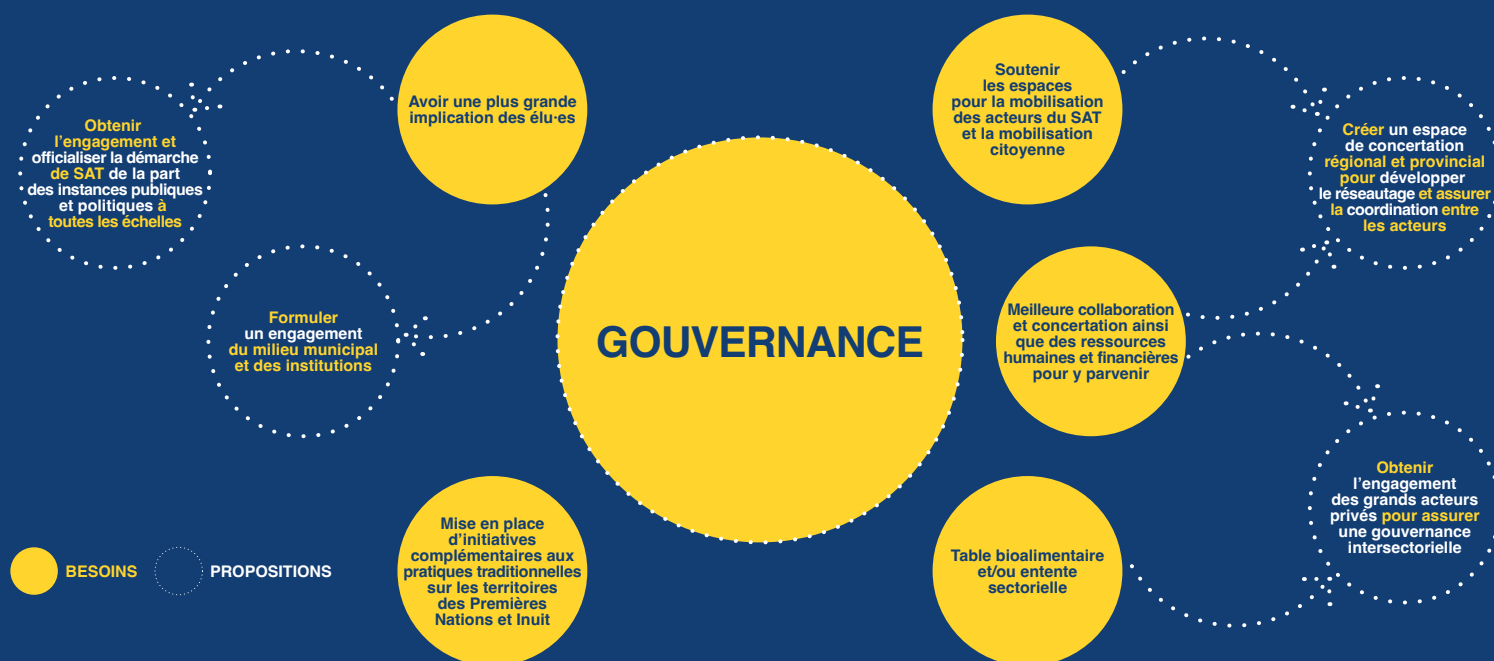 Obtenir
l'engagement et
officialiser la démarche
de SAT de la part
des instances publiques
et politiques à
toutes les échelles
Avoir une plus grande
implication des élu·es
Formuler
un engagement
du milieu municipal
et des institutions
Mise en place
d'initiatives
complémentaires aux
pratiques traditionnelles
sur les territoires
des Premières
Nations et Inuit
GOUVERNANCE
Soutenir
les espaces
pour la mobilisation
des acteurs du SAT
et la mobilisation
citoyenne
Créer un espace
de concertation
régional et provincial
pour développer
le réseautage et assurer
la coordination entre
les acteurs
Meilleure collaboration
et concertation ainsi
que des ressources
humaines et financières
pour y parvenir
Obtenir
l'engagement
des grands acteurs
privés pour assurer
une gouvernance
intersectorielle
Table bioalimentaire
et/ou entente
sectorielle
BESOINS
PROPOSITIONS